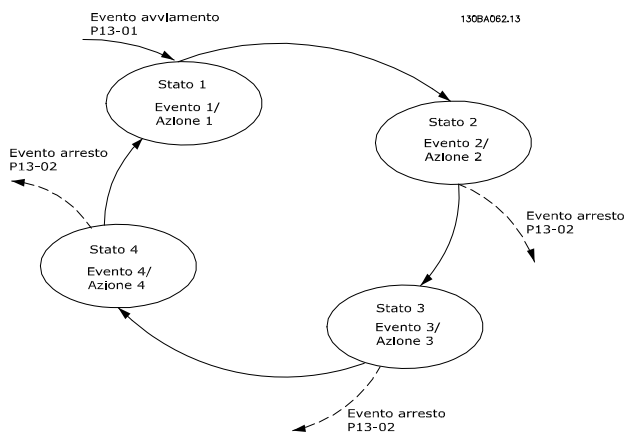 Evento avviamento
P13-01
130BA062.13
Stato 1
Evento 1/
Azione 1
Stato 2
Evento 2/
Azione 2
Evento arresto
P13-02
Evento arresto
P13-02
Stato 4
Evento 4/
Azione 4
Stato 3
Evento 3/
Azione 3
Evento arresto
P13-02